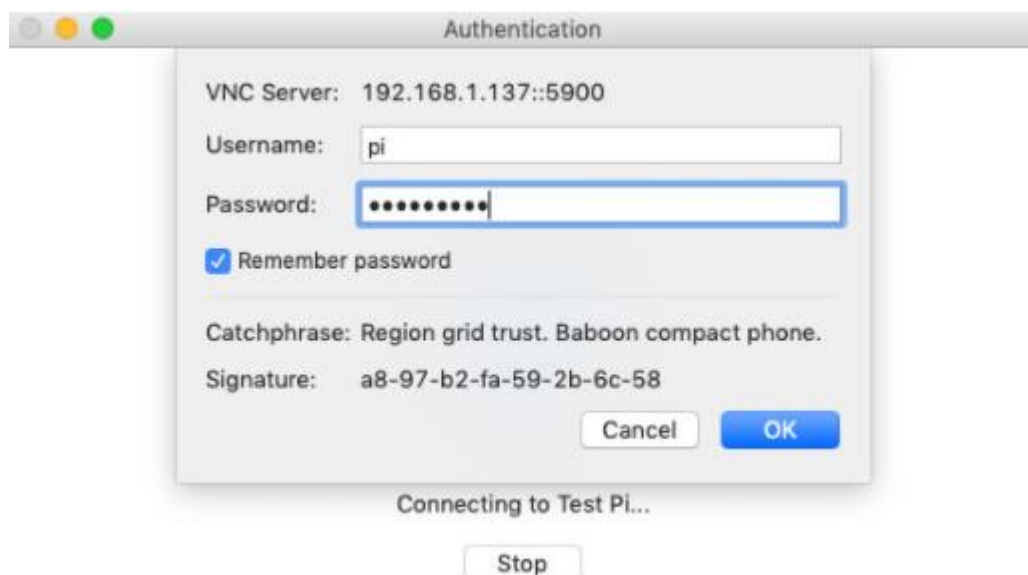 Authentication
VNC Server: 192.168.1.137::5900
Username: pi
Password: •••••••••
Remember password
Catchphrase: Region grid trust. Baboon compact phone.
Signature: a8-97-b2-fa-59-2b-6c-58
Cancel OK
Connecting to Test Pi...
Stop